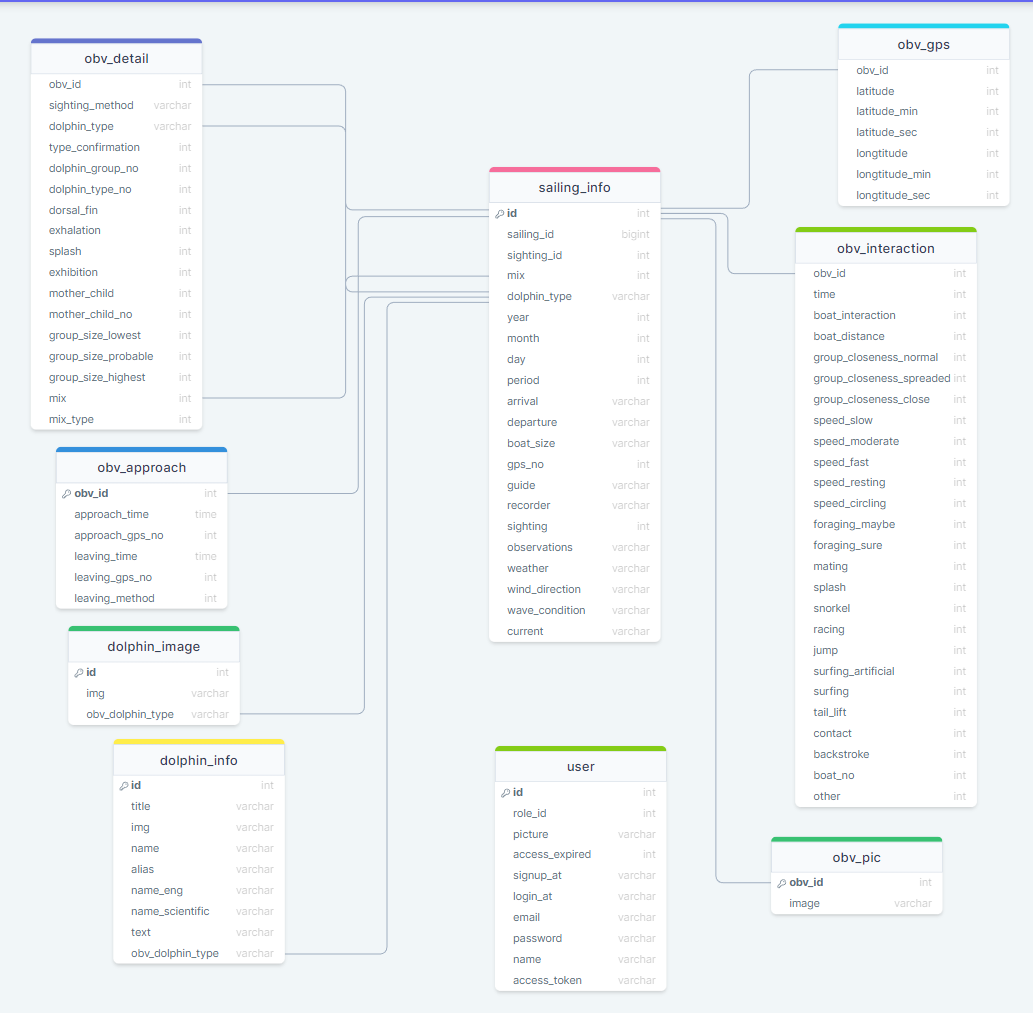 obv_detail
obv_id int
sighting_method varchar
dolphin_type varchar
type_confirmation int
dolphin_group_no int
dolphin_type_no int
dorsal_fin int
exhalation int
splash int
exhibition int
mother_child int
mother_child_no int
group_size_lowest int
group_size_probable int
group_size_highest int
mix int
mix_type int
obv_approach
obv_id int
approach_time time
approach_gps_no int
leaving_time time
leaving_gps_no int
leaving_method int
dolphin_image
id int
img varchar
obv_dolphin_type varchar
dolphin_info
id int
title varchar
img varchar
name varchar
alias varchar
name_eng varchar
name_scientific varchar
text varchar
obv_dolphin_type varchar
sailing_info
id int
sailing_id bigint
sighting_id int
mix int
dolphin_type varchar
year int
month int
day int
period int
arrival varchar
departure varchar
boat_size varchar
gps_no int
guide varchar
recorder varchar
sighting int
observations varchar
weather varchar
wind_direction varchar
wave_condition varchar
current varchar
user
id int
role_id int
picture varchar
access_expired int
signup_at varchar
login_at varchar
email varchar
password varchar
name varchar
access_token varchar
obv_gps
obv_id int
latitude int
latitude_min int
latitude_sec int
longtitude int
longtitude_min int
longtitude_sec int
obv_interaction
obv_id int
time int
boat_interaction int
boat_distance int
group_closeness_normal int
group_closeness_spreaded int
group_closeness_close int
speed_slow int
speed_moderate int
speed_fast int
speed_resting int
speed_circling int
foraging_maybe int
foraging_sure int
mating int
splash int
snorkel int
racing int
jump int
surfing_artificial int
surfing int
tail_lift int
contact int
backstroke int
boat_no int
other int
obv_pic
obv_id int
image varchar